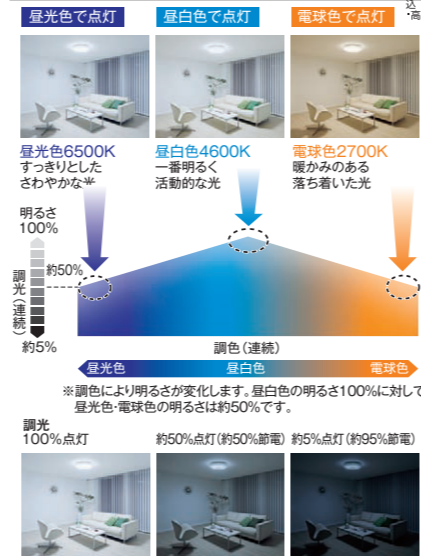 昼光色で点灯
昼白色で点灯
電球色で点灯
込
・高
昼光色6500K
すっきりとした
さわやかな光
昼白色4600K
一番明るく
活動的な光
電球色2700K
暖かみのある
落ち着いた光
明るさ
100%
約50%
調光（連続）
約5%
調色（連続）
昼光色
昼白色
電球色
※調色により明るさが変化します。昼白色の明るさ100%に対して
昼光色・電球色の明るさは約50%です。
調光
100%点灯
約50%点灯（約50%節電）
約5%点灯（約95%節電）